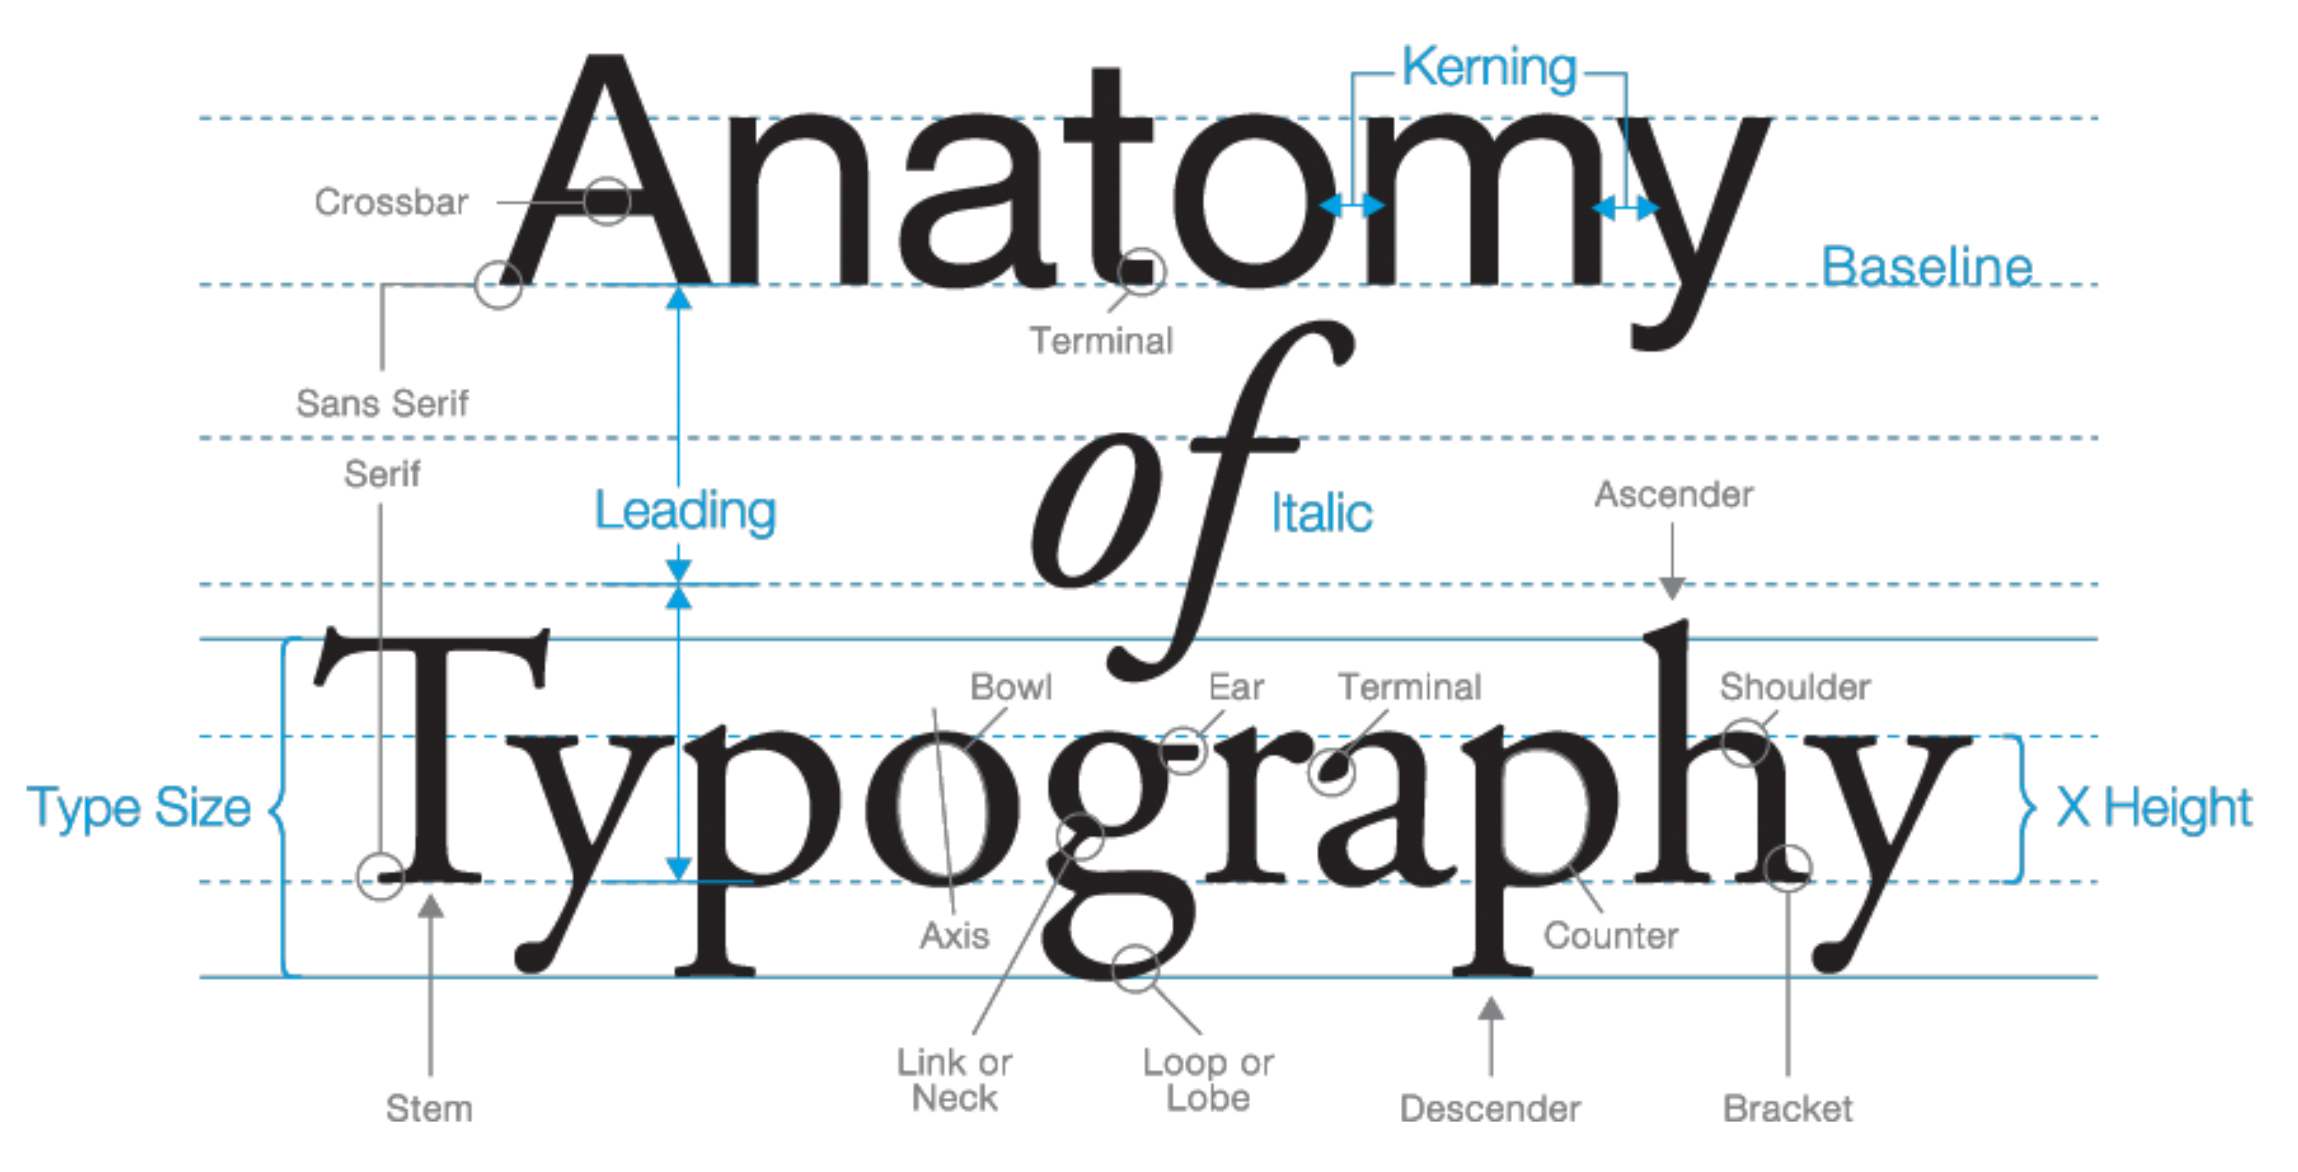 Kerning
Anatomy
Crossbar
Baseline
Terminal
Sans Serif
of
Serif
Leading
Italic
Ascender
Typography
Bowl
Ear
Terminal
Shoulder
Type Size
X Height
Axis
Counter
Link or
Neck
Loop or
Lobe
Stem
Descender
Bracket